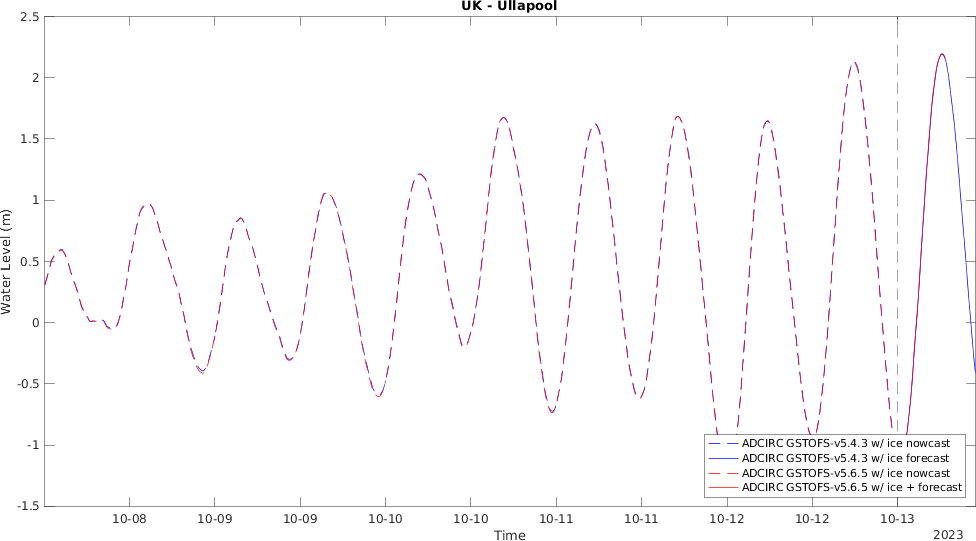 UK - Ullapool
Water Level (m)
2.5
2
1.5
1
0.5
0
-0.5
-1
-1.5
ADCIRC GSTOFS-v5.4.3 w/ ice nowcast
ADCIRC GSTOFS-v5.4.3 w/ ice forecast
ADCIRC GSTOFS-v5.6.5 w/ ice nowcast
ADCIRC GSTOFS-v5.6.5 w/ ice + forecast
10-08 10-09 10-09 10-10 10-10 10-11 10-11 10-12 10-12 10-13
Time
2023